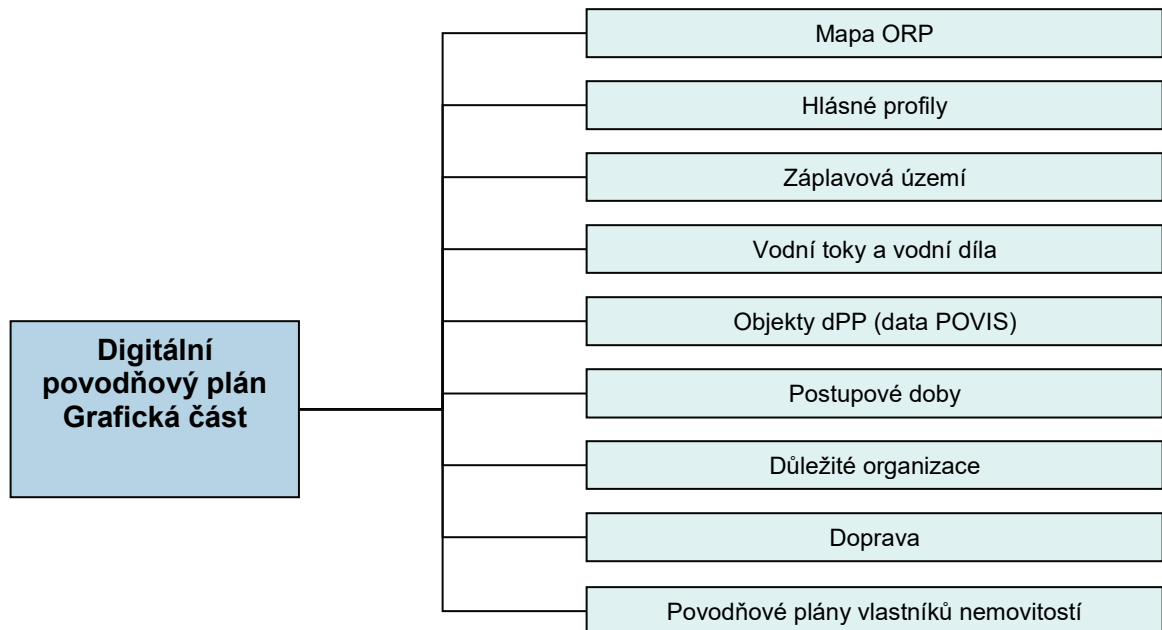 Mapa ORP
Hlásné profily
Záplavová území
Vodní toky a vodní díla
Objekty dPP (data POVIS)
Digitální
povodňový plán
Grafická část
Postupové doby
Důležité organizace
Doprava
Povodňové plány vlastníků nemovitostí